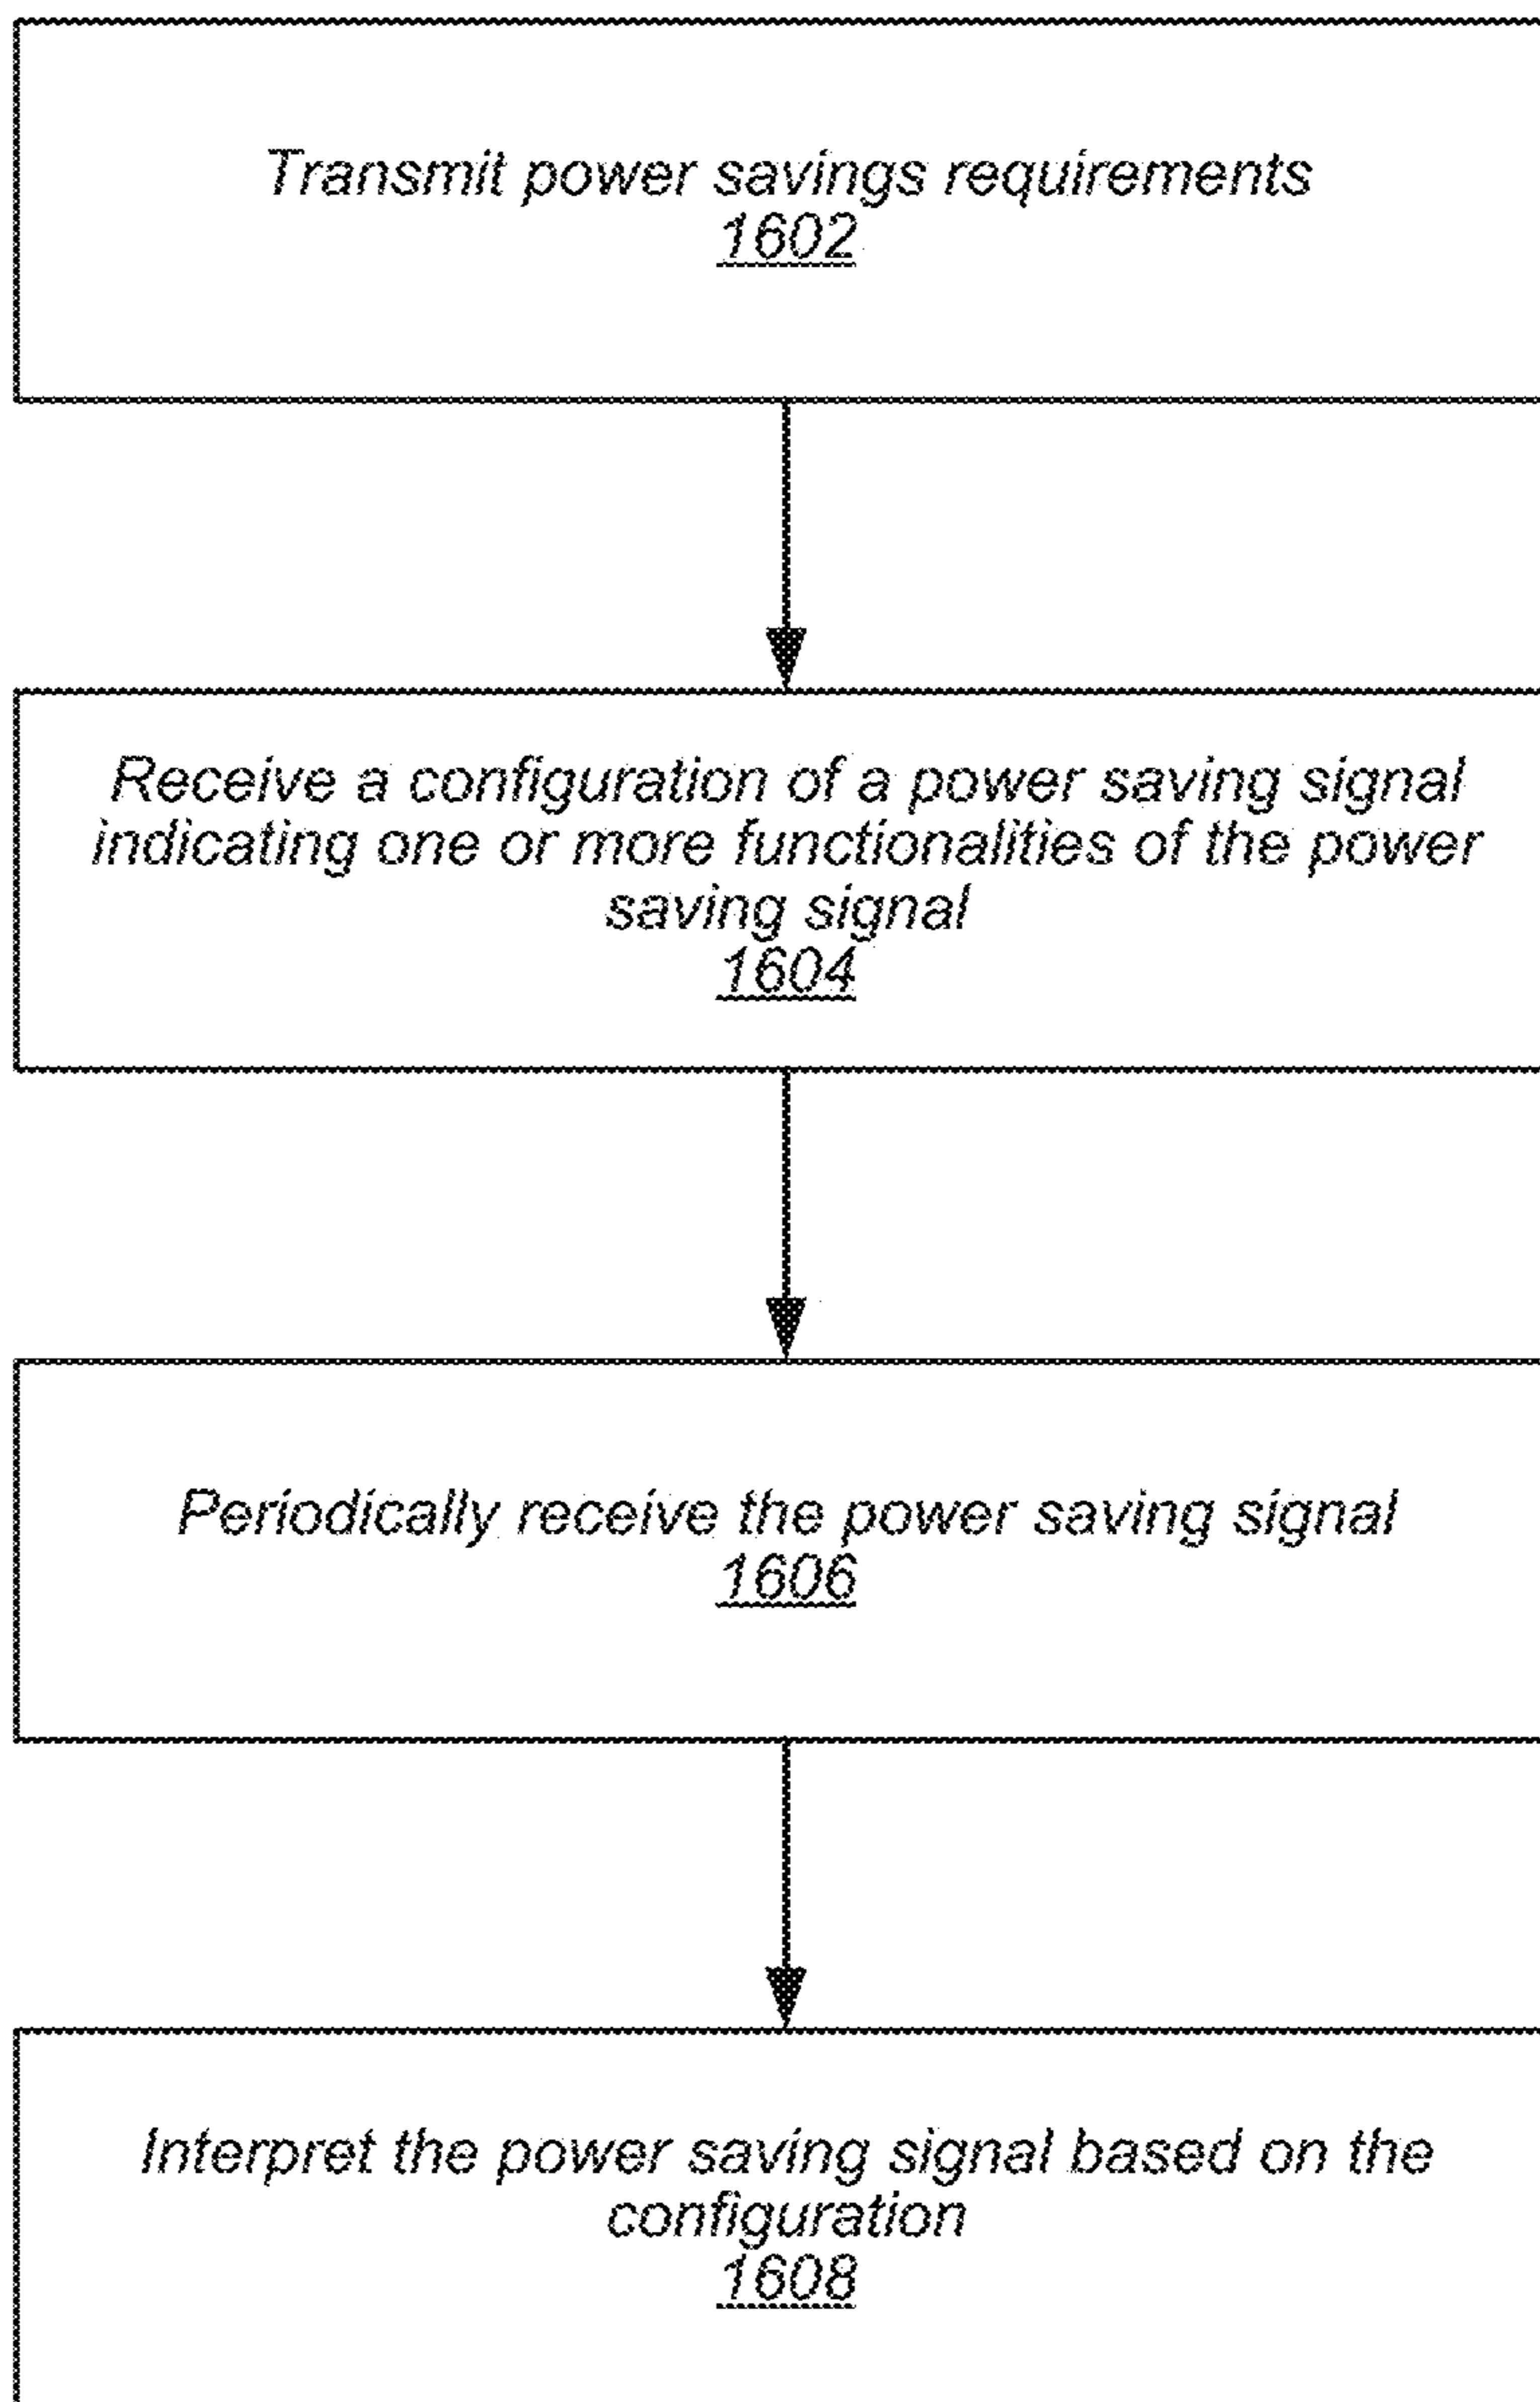 Transmit power savings requirements
1602
Receive a configuration of a power saving signal
indicating one or more functionalities of the power
saving signal
1604
Periodically receive the power saving signal
1606
Interpret the power saving signal based on the
configuration
1608